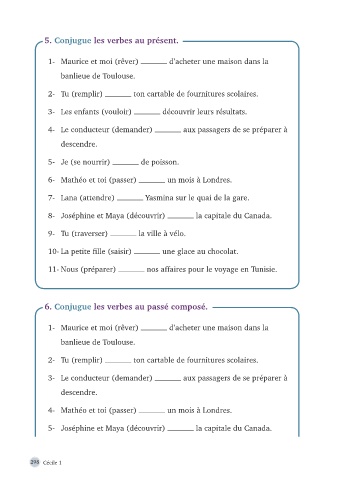 5. Conjugue les verbes au présent.
1- Maurice et moi (rêver) ______ d'acheter une maison dans la
banlieue de Toulouse.
2- Tu (remplir) ______ ton cartable de fournitures scolaires.
3- Les enfants (vouloir) ______ découvrir leurs résultats.
4- Le conducteur (demander) ______ aux passagers de se préparer à
descendre.
5- Je (se nourrir) ______ de poisson.
6- Mathéo et toi (passer) ______ un mois à Londres.
7- Lana (attendre) ______ Yasmina sur le quai de la gare.
8- Joséphine et Maya (découvrir) ______ la capitale du Canada.
9- Tu (traverser) ______ la ville à vélo.
10- La petite fille (saisir) ______ une glace au chocolat.
11- Nous (préparer) ______ nos affaires pour le voyage en Tunisie.
6. Conjugue les verbes au passé composé.
1- Maurice et moi (rêver) ______ d'acheter une maison dans la
banlieue de Toulouse.
2- Tu (remplir) ______ ton cartable de fournitures scolaires.
3- Le conducteur (demander) ______ aux passagers de se préparer à
descendre.
4- Mathéo et toi (passer) ______ un mois à Londres.
5- Joséphine et Maya (découvrir) ______ la capitale du Canada.
298 Cécile 1